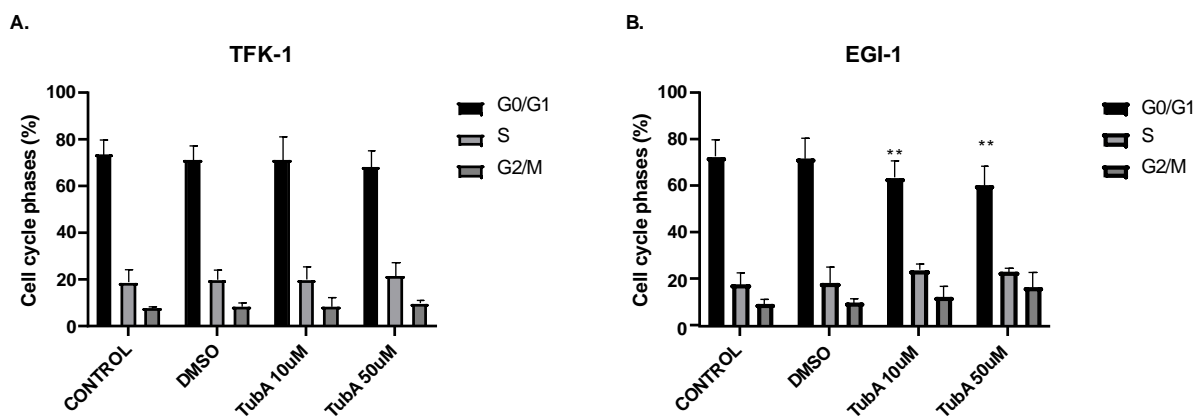 A.
TFK-1
Cell cycle phases (%)
100
80
60
40
20
0
CONTROL
DMSO
TubA 10uM
TubA 50uM
G0/G1
S
G2/M
B.
EGI-1
Cell cycle phases (%)
100
80
60
40
20
0
**
**
CONTROL
DMSO
TubA 10uM
TubA 50uM
G0/G1
S
G2/M